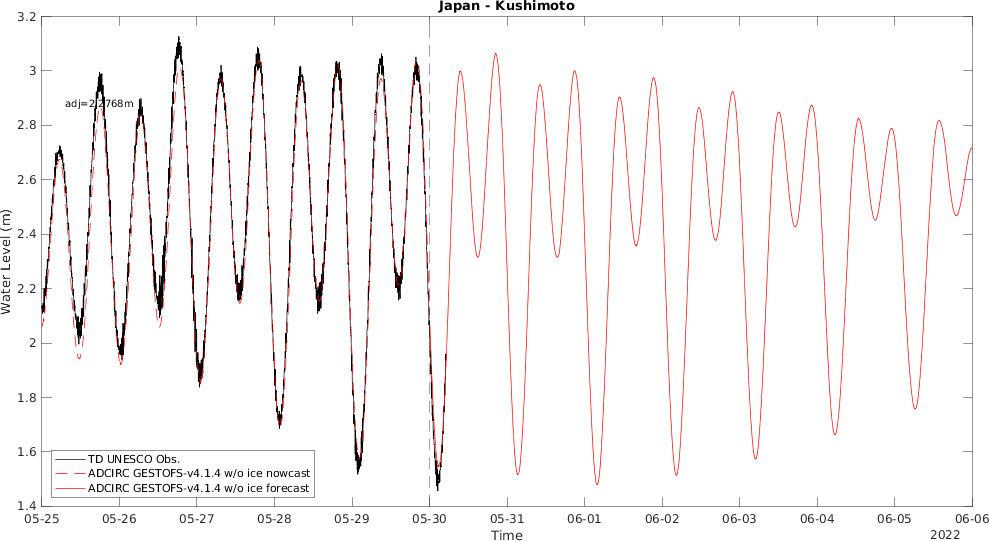 Japan - Kushimoto
3.2
3
2.8
2.6
2.4
2.2
2
1.8
1.6
1.4
Water Level (m)
adj=2.2768m
TD UNESCO Obs.
ADCIRC GESTOFS-v4.1.4 w/o ice nowcast
ADCIRC GESTOFS-v4.1.4 w/o ice forecast
05-25 05-26 05-27 05-28 05-29 05-30 05-31 06-01 06-02 06-03 06-04 06-05 06-06
Time
2022